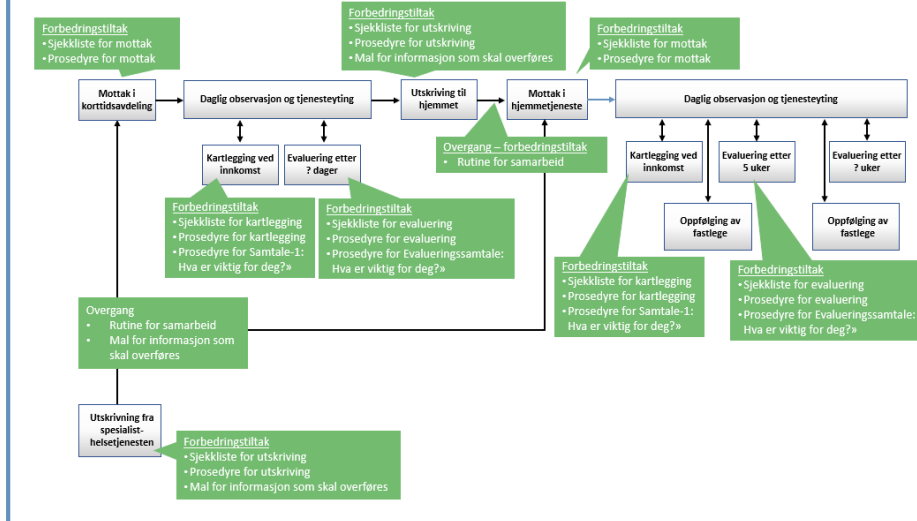 Forbedringstiltak
• Sjekkliste for mottak
• Prosedyre for mottak
Forbedringstiltak
• Sjekkliste for utskriving
• Prosedyre for utskriving
• Mal for informasjon som skal overføres
Forbedringstiltak
• Sjekkliste for mottak
• Prosedyre for mottak
Mottak i
korttidsavdeling
Daglig observasjon og tjenesteyting
Utskriving til
hjemmet
Mottak i
hjemmetjeneste
Daglig observasjon og tjenesteyting
Overgang – forbedringstiltak
• Rutine for samarbeid
Kartlegging ved
innkomst
Evaluering etter
? dager
Kartlegging ved
innkomst
Evaluering etter
5 uker
Evaluering etter
? uker
Oppfølging av
fastlege
Oppfølging av
fastlege
Forbedringstiltak
• Sjekkliste for kartlegging
• Prosedyre for kartlegging
• Prosedyre for Samtale-1:
Hva er viktig for deg?»
Forbedringstiltak
• Sjekkliste for evaluering
• Prosedyre for evaluering
• Prosedyre for Evalueringssamtale:
Hva er viktig for deg?»
Forbedringstiltak
• Sjekkliste for kartlegging
• Prosedyre for kartlegging
• Prosedyre for Samtale-1:
Hva er viktig for deg?»
Forbedringstiltak
• Sjekkliste for evaluering
• Prosedyre for evaluering
• Prosedyre for Evalueringssamtale:
Hva er viktig for deg?»
Overgang
• Rutine for samarbeid
• Mal for informasjon som
skal overføres
Utskrivning fra
spesialist-
helsetjenesten
Forbedringstiltak
• Sjekkliste for utskriving
• Prosedyre for utskriving
• Mal for informasjon som skal overføres